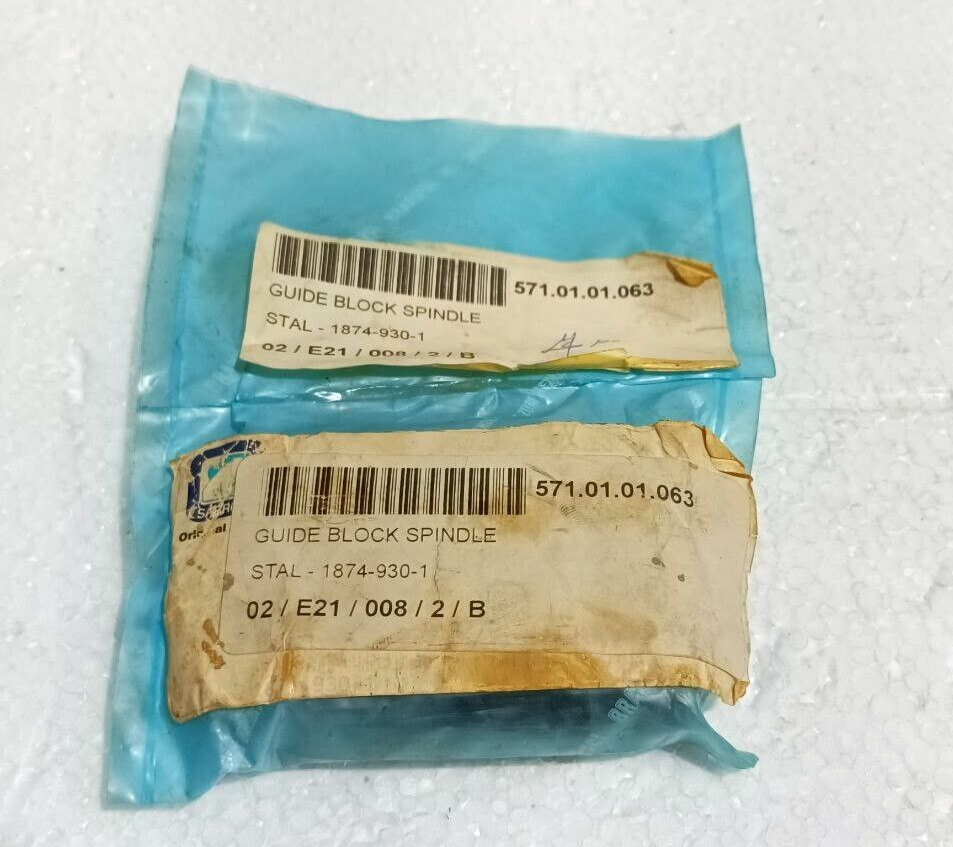 571.01.01.063
GUIDE BLOCK SPINDLE
STAL - 1874-930-1
02 / E21 / 008 / 2 / B
571.01.01.063
GUIDE BLOCK SPINDLE
STAL - 1874-930-1
02 / E21 / 008 / 2 / B